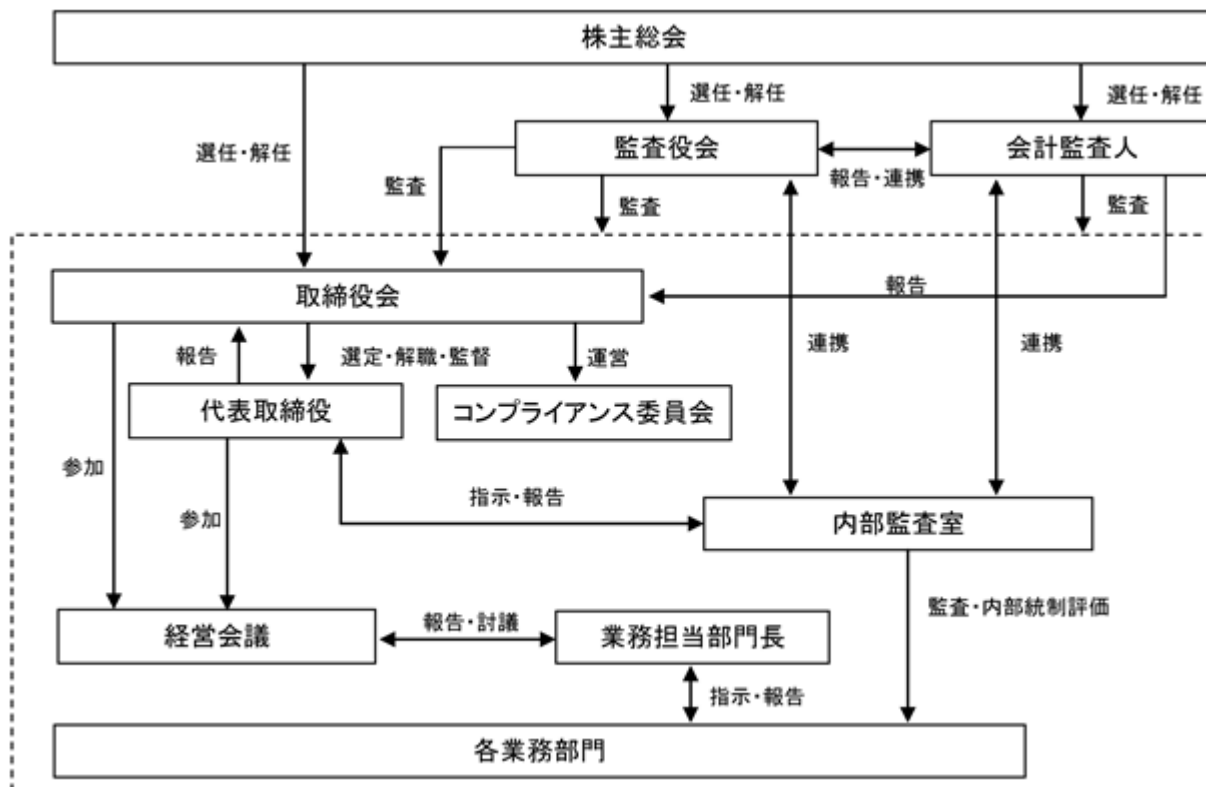 株主総会
選任・解任
選任・解任
選任・解任
監査役会
報告・連携
会計監査人
監査
監査
監査
取締役会
報告
報告
選定・解職・監督
運営
連携
連携
代表取締役
コンプライアンス委員会
参加
参加
指示・報告
内部監査室
監査・内部統制評価
経営会議
報告・討議
業務担当部門長
指示・報告
各業務部門